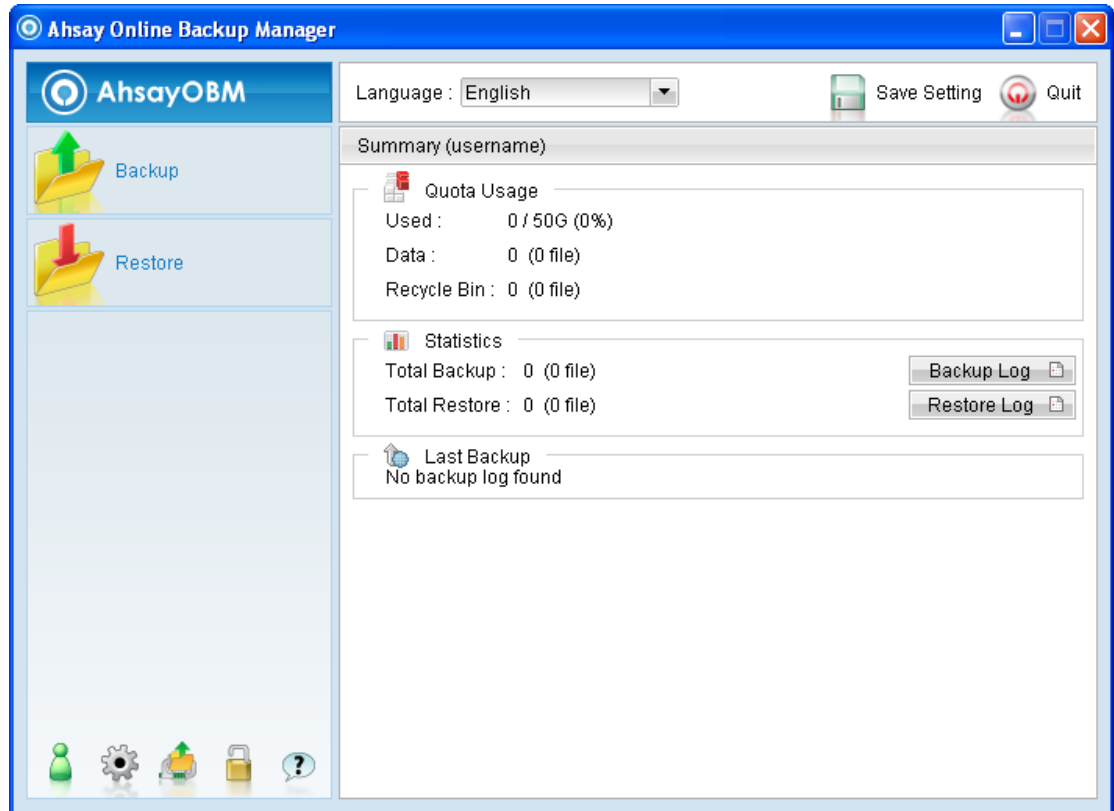 Ahsay Online Backup Manager
AhsayOBM
Language : English
Save Setting
Quit
Backup
Restore
Summary (username)
Quota Usage
Used : 0 / 50G (0%)
Data : 0 (0 file)
Recycle Bin : 0 (0 file)
Statistics
Total Backup : 0 (0 file)
Backup Log
Total Restore : 0 (0 file)
Restore Log
Last Backup
No backup log found
?